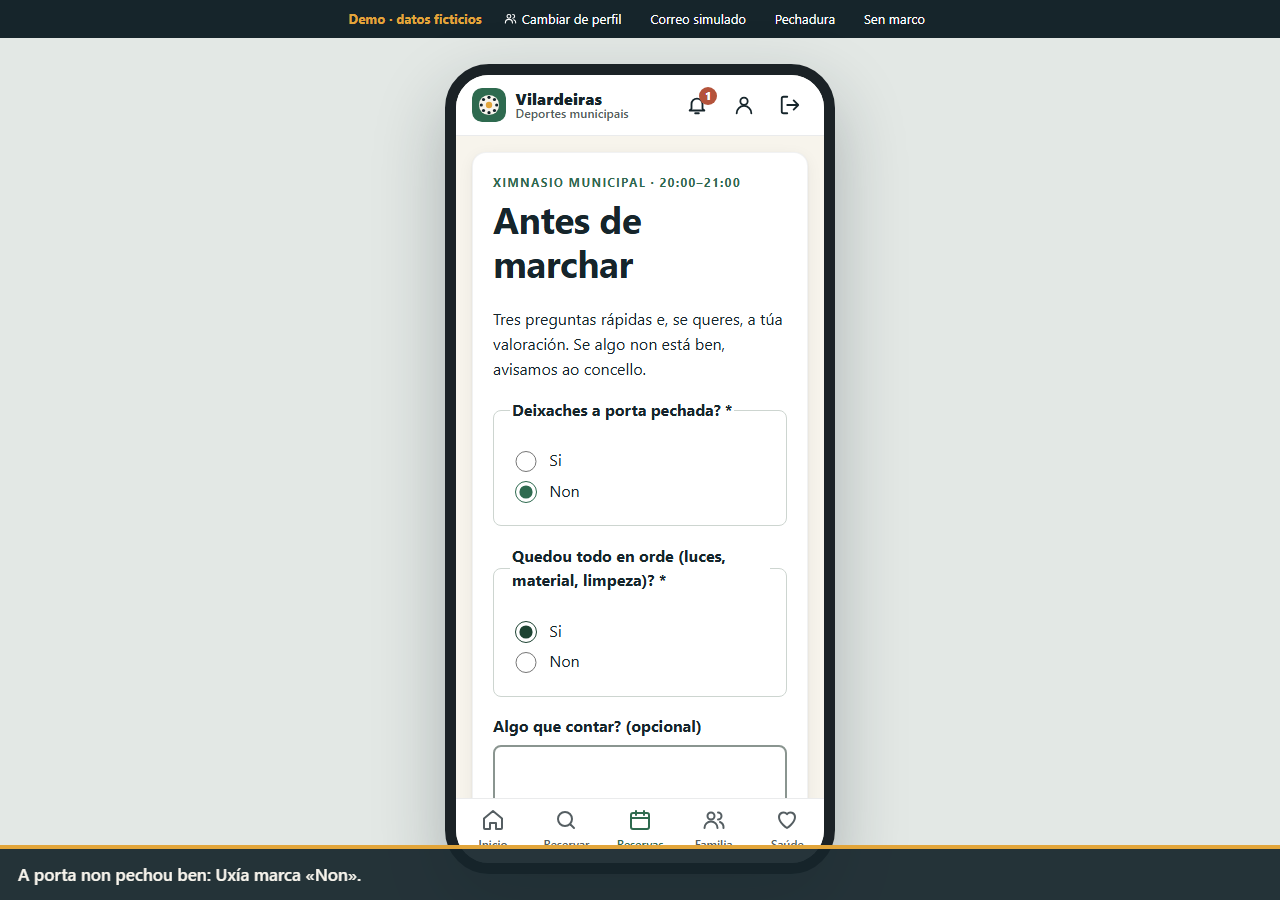 Demo · datos ficticios
Cambiar de perfil
Correo simulado
Pechadura
Sen marco
Vilardeiras
Deportes municipais
1
XIMNASIO MUNICIPAL · 20:00–21:00
Antes de
marchar
Tres preguntas rápidas e, se queres, a túa
valoración. Se algo non está ben,
avisamos ao concello.
Deixaches a porta pechada? *
Si
Non
Quedou todo en orde (luces,
material, limpeza)? *
Si
Non
Algo que contar? (opcional)
Inicio
Reservar
Reservas
Familia
Saúde
A porta non pechou ben: Uxía marca «Non».